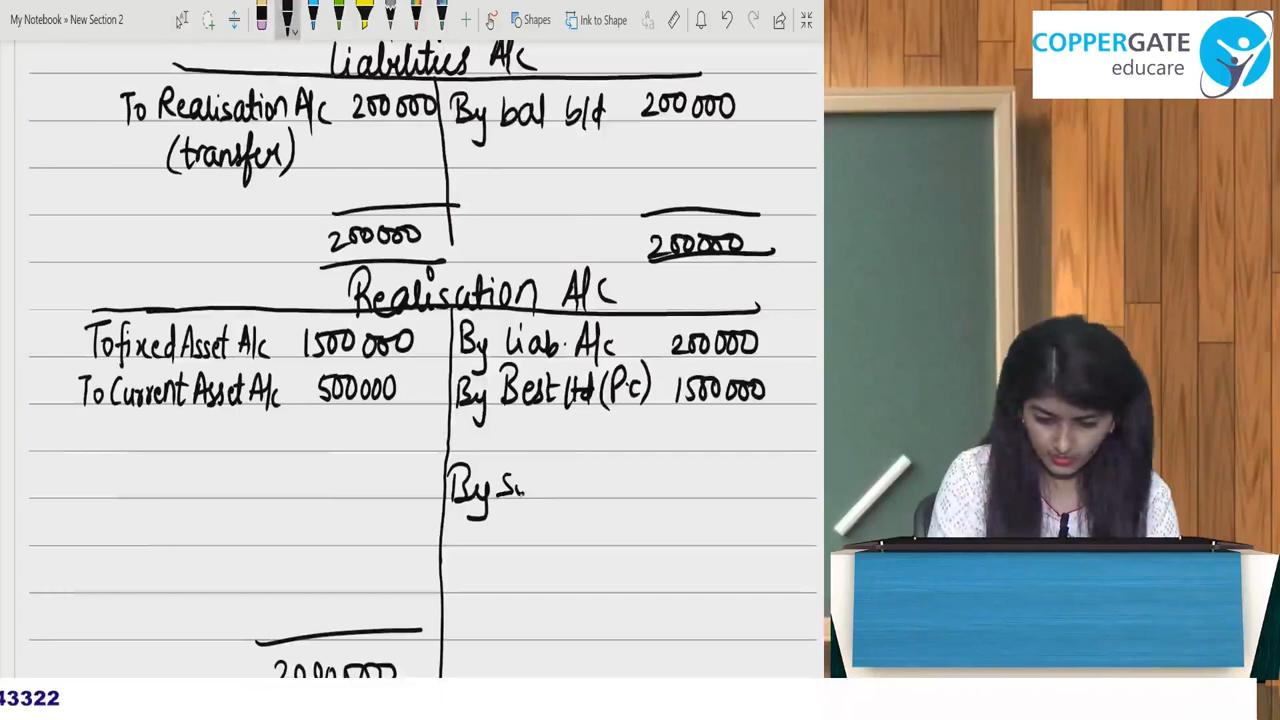 My Notebook » New Section 2
Shapes
Ink to Shape
COPPERGATE
educare
Liabilities A/c
To Realisation A/c 200000 By bal b/d 200000
(transfer)
200000 200000
Realisation A/c
To fixed Asset A/c 1500000 By Liab. A/c 200000
To Current Asset A/c 500000 By Best ltd (P.c) 1500000
By
43322